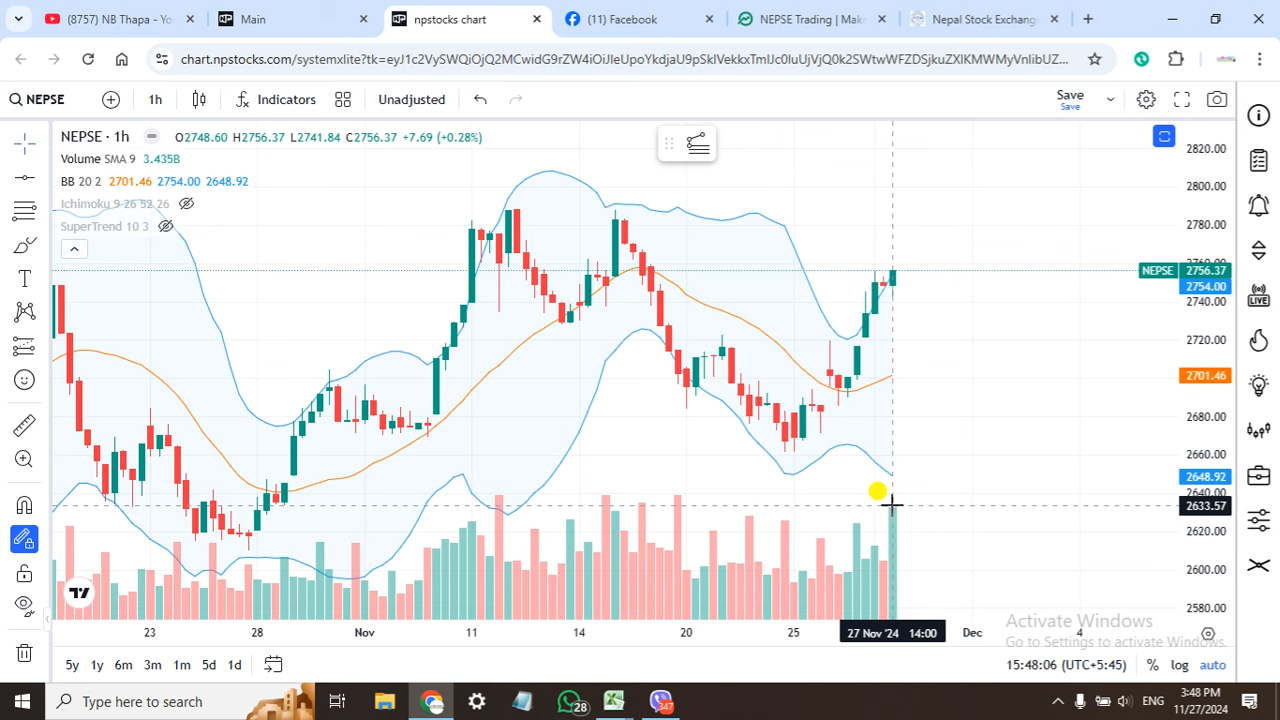 (8757) NB Thapa - Yo
Main
npstocks chart
(11) Facebook
NEPSE Trading | Make
Nepal Stock Exchang
NEPSE
1h
Indicators
Unadjusted
Save
Save
NEPSE · 1h
O2748.60 H2756.37 L2741.84 C2756.37 +7.69 (+0.28%)
Volume SMA 9 3.435B
BB 20 2 2701.46 2754.00 2648.92
Ichimoku 9 26 52 26
SuperTrend 10 3
2820.00
2800.00
2780.00
2760.00
NEPSE 2756.37
2754.00
2740.00
2720.00
2701.46
2680.00
2660.00
2648.92
2640.00
2633.57
2620.00
2600.00
2580.00
LIVE
23
28
Nov
11
14
20
25
27 Nov '24 14:00
Dec
4
Activate Windows
Go to Settings to activate Windows.
5y
1y
6m
3m
1m
5d
1d
15:48:06 (UTC+5:45)
%
log
auto
Type here to search
28
347
ENG
3:48 PM
11/27/2024